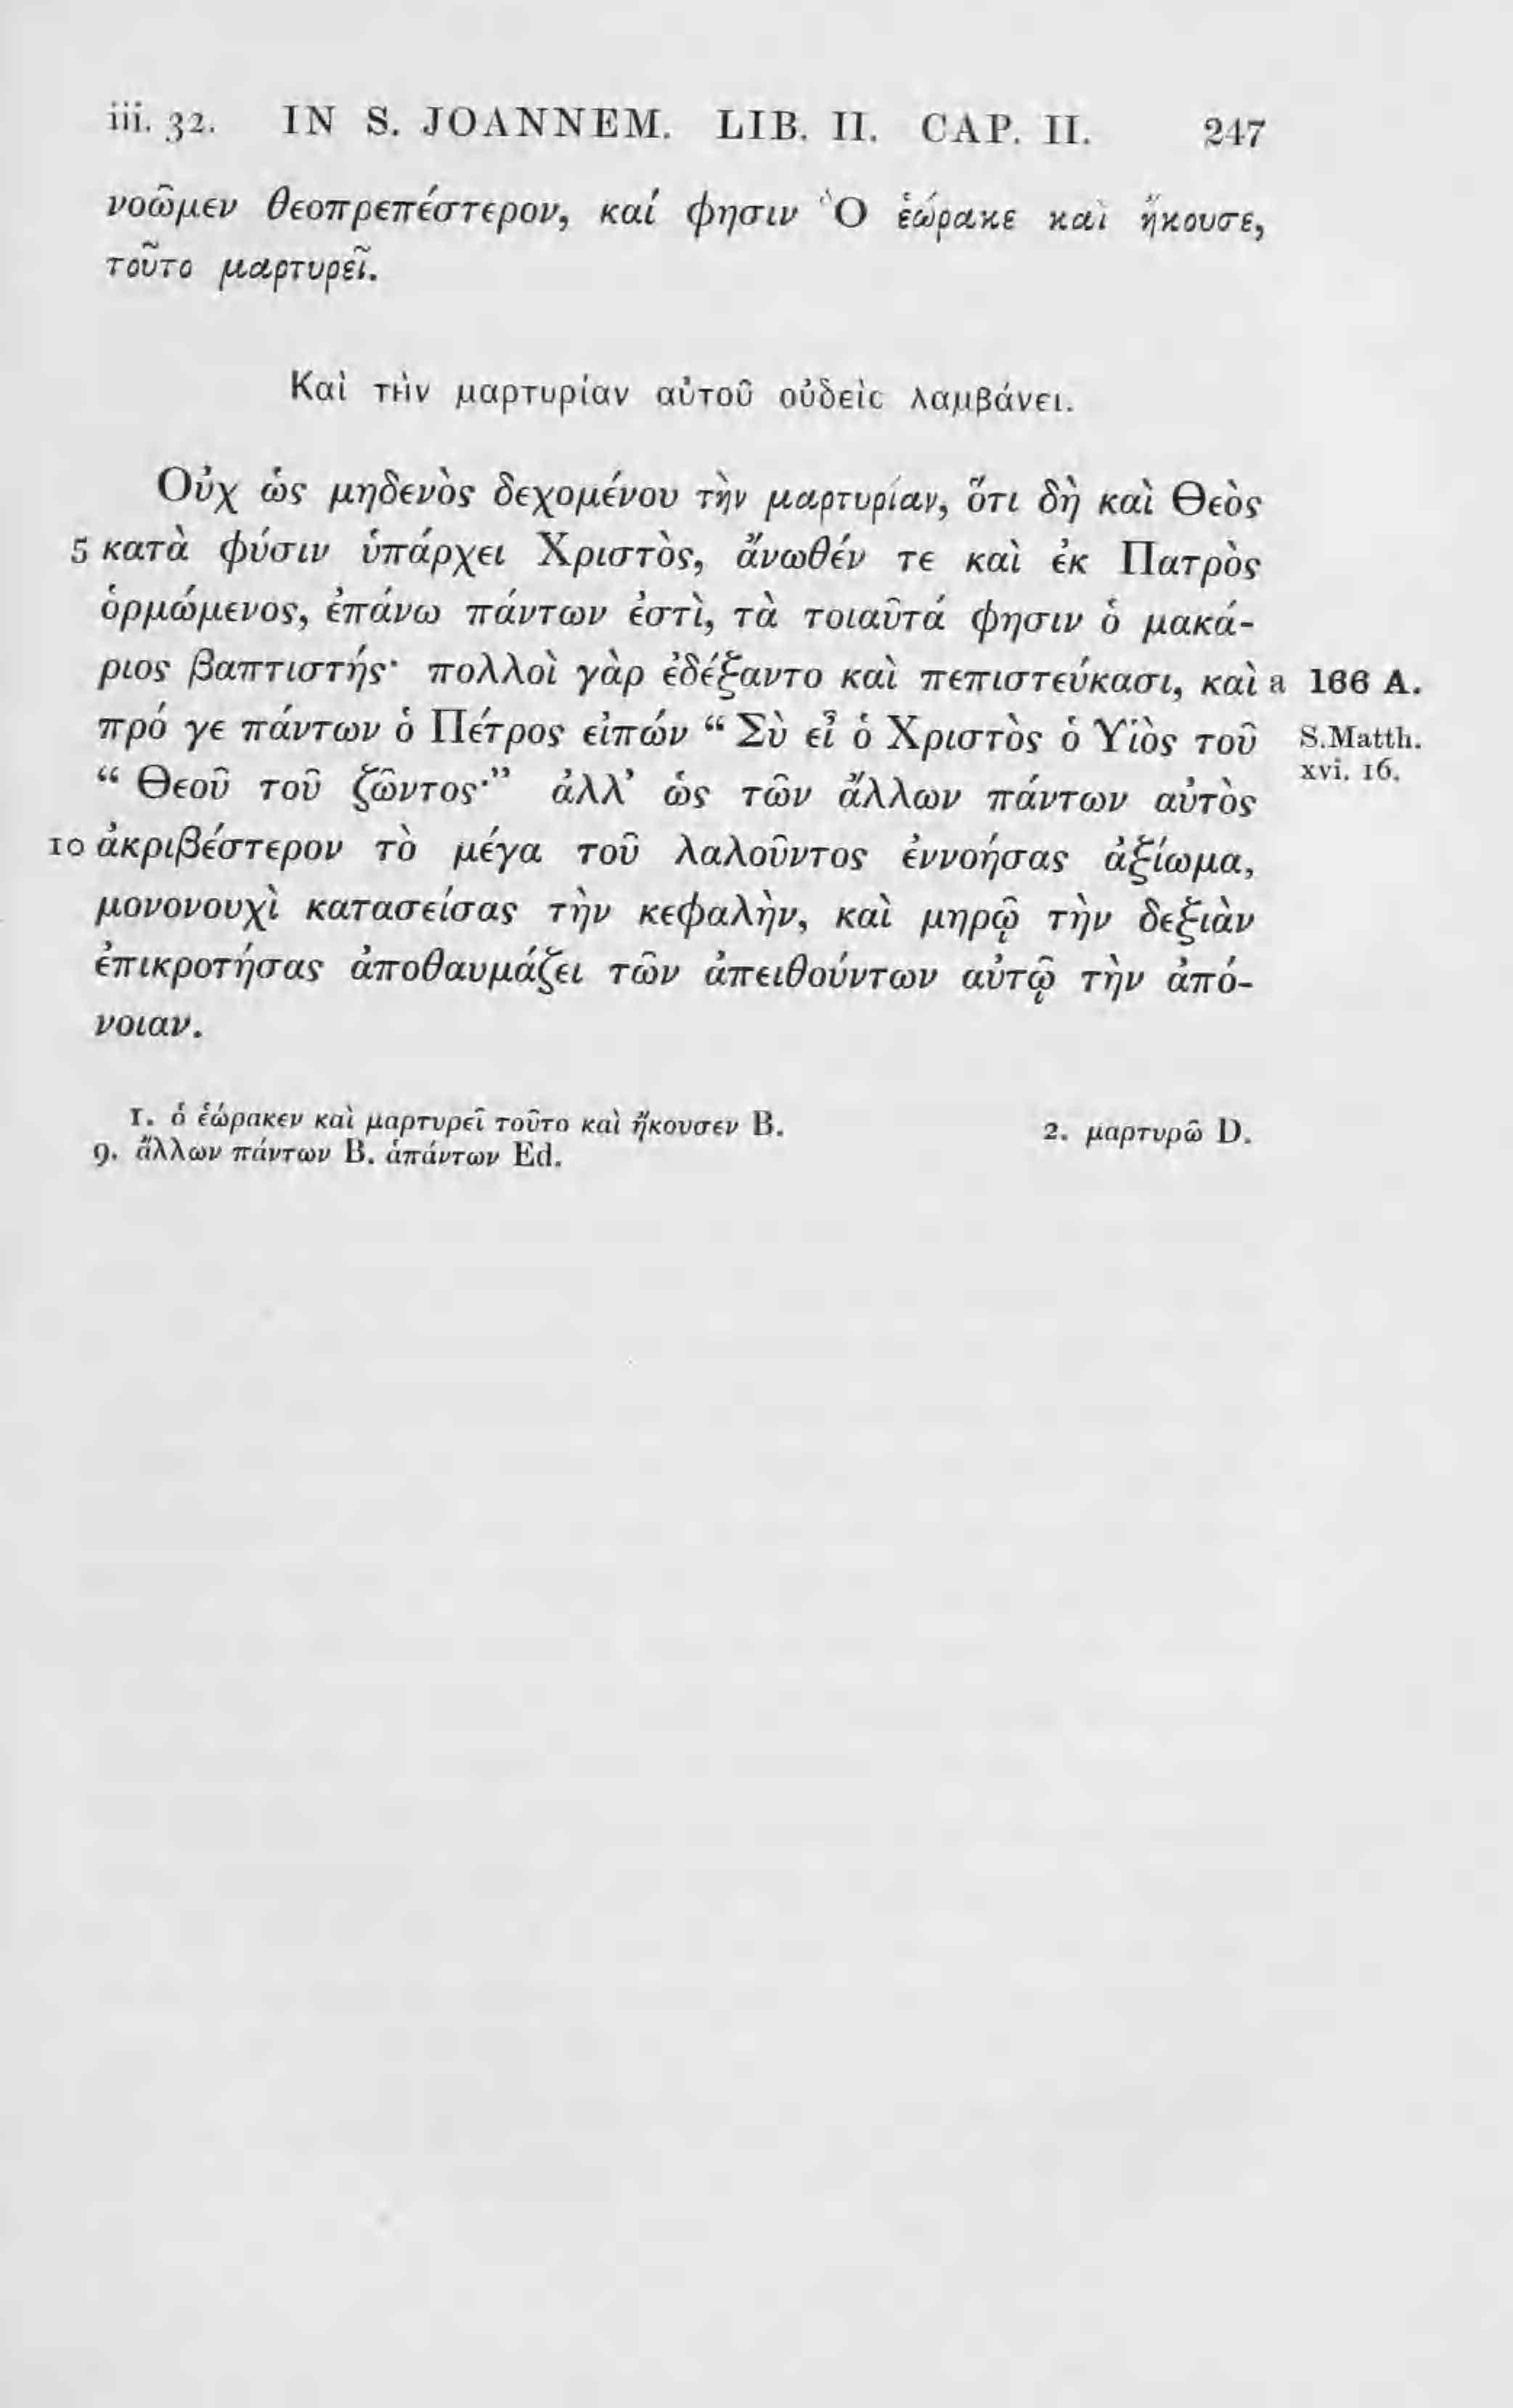 iii. 32. IN S. JOANNEM. LIB. II. CAP. II. 247
νοῶμεν θεοπρεπέστερον, καί φησιν Ὃ ἑώρακε καὶ ἤκουσε,
τοῦτο μαρτυρεῖ.
Καὶ τὴν μαρτυρίαν αὐτοῦ οὐδεὶς λαμβάνει.
Οὐχ ὡς μηδενὸς δεχομένου τὴν μαρτυρίαν, ὅτι δὴ καὶ Θεὸς
5 κατὰ φύσιν ὑπάρχει Χριστὸς, ἄνωθέν τε καὶ ἐκ Πατρὸς
ὁρμώμενος, ἐπάνω πάντων ἐστὶ, τὰ τοιαῦτά φησιν ὁ μακά-
ριος βαπτιστής· πολλοὶ γὰρ ἐδέξαντο καὶ πεπιστεύκασι, καὶ a 166 A.
πρό γε πάντων ὁ Πέτρος εἰπών “ Σὺ εἶ ὁ Χριστὸς ὁ Υἱὸς τοῦ S.Matth.
“ Θεοῦ τοῦ ζῶντος·” ἀλλ’ ὡς τῶν ἄλλων πάντων αὐτὸς xvi. 16.
10 ἀκριβέστερον τὸ μέγα τοῦ λαλοῦντος ἐννοήσας ἀξίωμα,
μονονουχὶ κατασείσας τὴν κεφαλὴν, καὶ μηρῷ τὴν δεξιὰν
ἐπικροτήσας ἀποθαυμάζει τῶν ἀπειθούντων αὐτῷ τὴν ἀπό-
νοιαν.
1. ὁ ἑώρακεν καὶ μαρτυρεῖ τοῦτο καὶ ἤκουσεν B. 2. μαρτυρῶ D.
9. ἄλλων πάντων B. ἁπάντων Ed.